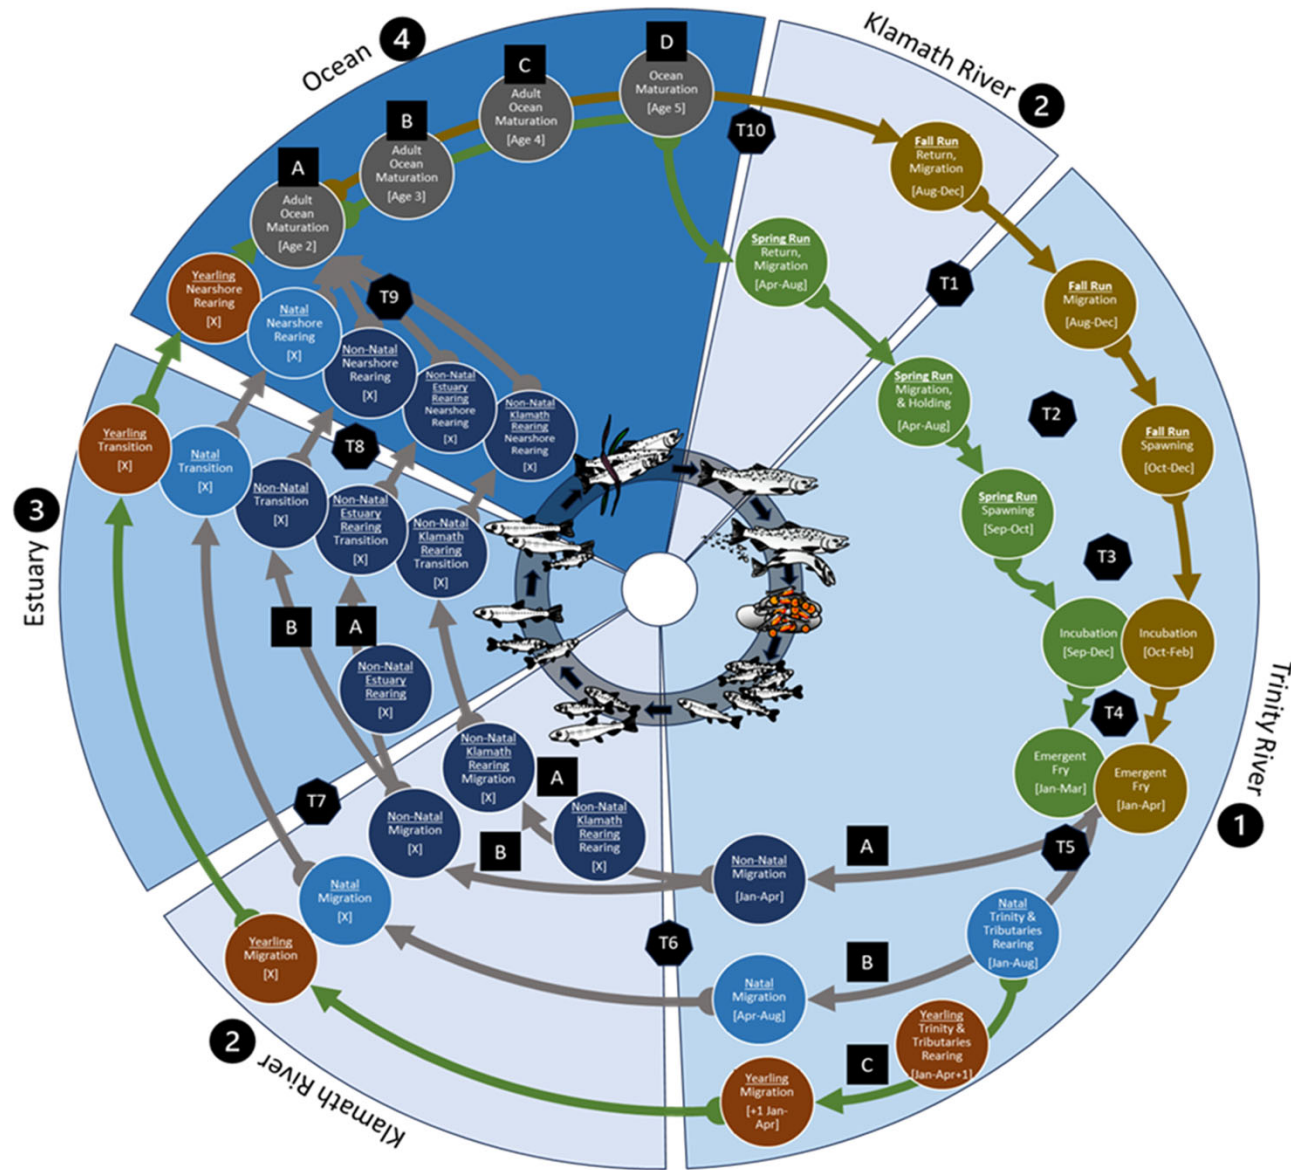 Ocean
4
Klamath River
2
D
Ocean
Maturation
[Age 5]
C
Adult
Ocean
Maturation
[Age 4]
B
Adult
Ocean
Maturation
[Age 3]
A
Adult
Ocean
Maturation
[Age 2]
T10
Fall Run
Return,
Migration
[Aug-Dec]
Spring Run
Return,
Migration
[Apr-Aug]
T1
Fall Run
Migration
[Aug-Dec]
Yearling
Nearshore
Rearing
[X]
Natal
Nearshore
Rearing
[X]
T9
Non-Natal
Nearshore
Rearing
[X]
Non-Natal
Estuary
Rearing
Nearshore
Rearing
[X]
Non-Natal
Klamath
Rearing
Nearshore
Rearing
[X]
Spring Run
Migration,
& Holding
[Apr-Aug]
T2
Fall Run
Spawning
[Oct-Dec]
Spring Run
Spawning
[Sep-Oct]
T3
Estuary
3
Yearling
Transition
[X]
Natal
Transition
[X]
T8
Non-Natal
Transition
[X]
Non-Natal
Estuary
Rearing
Transition
[X]
Non-Natal
Klamath
Rearing
Transition
[X]
B
A
Non-Natal
Estuary
Rearing
[X]
Incubation
[Sep-Dec]
Incubation
[Oct-Feb]
T4
Trinity River
1
Emergent
Fry
[Jan-Mar]
Emergent
Fry
[Jan-Apr]
T5
T7
Non-Natal
Klamath
Rearing
Migration
[X]
A
Non-Natal
Migration
[X]
B
Non-Natal
Klamath
Rearing
Rearing
[X]
Non-Natal
Migration
[Jan-Apr]
A
Natal
Migration
[X]
T6
Natal
Migration
[Apr-Aug]
B
Natal
Trinity &
Tributaries
Rearing
[Jan-Aug]
Yearling
Migration
[X]
Yearling
Migration
[+1 Jan-
Apr]
C
Yearling
Trinity &
Tributaries
Rearing
[Jan-Apr+1]
2
Klamath River